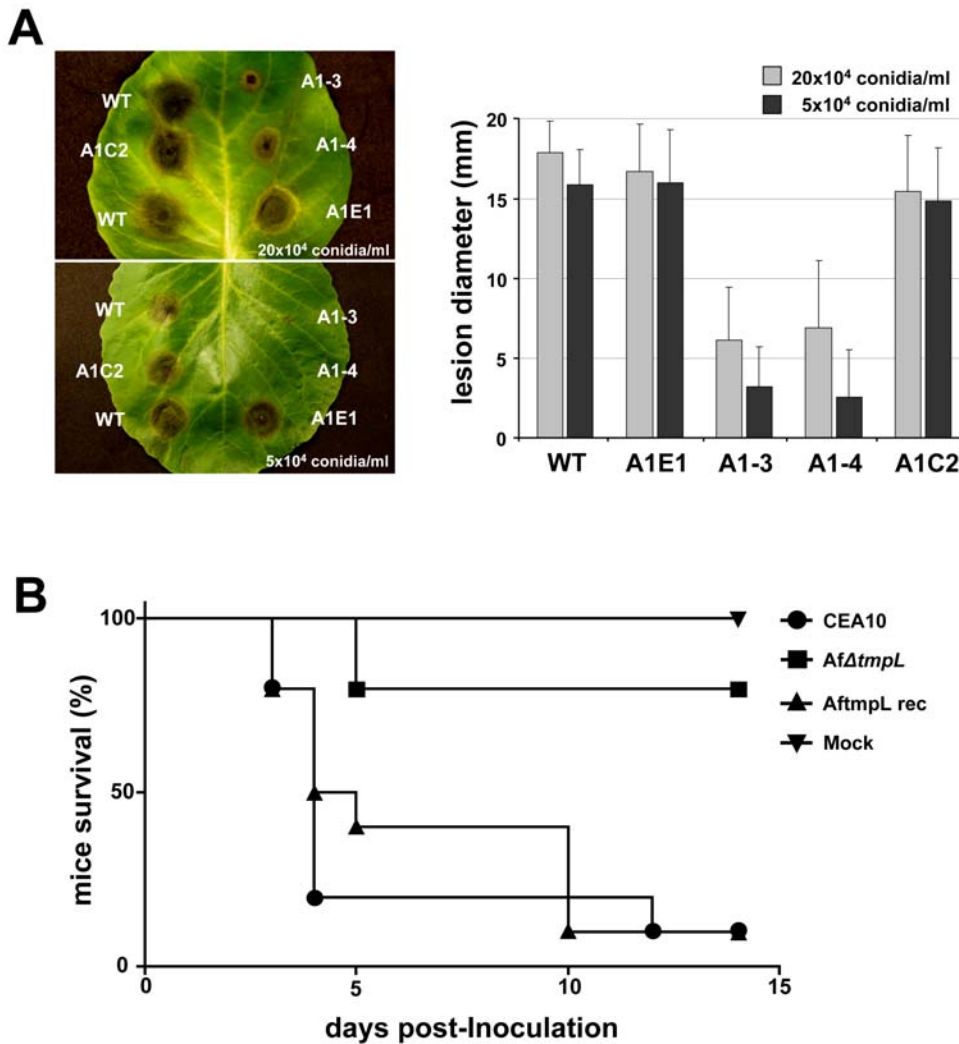 A
WT
A1C2
WT
A1-3
A1-4
A1E1
20x10⁴ conidia/ml
WT
A1C2
WT
A1-3
A1-4
A1E1
5x10⁴ conidia/ml
20x10⁴ conidia/ml
5x10⁴ conidia/ml
lesion diameter (mm)
20
15
10
5
0
WT A1E1 A1-3 A1-4 A1C2
B
mice survival (%)
100
50
0
0 5 10 15
days post-Inoculation
CEA10
AfΔtmpL
AftmpL rec
Mock